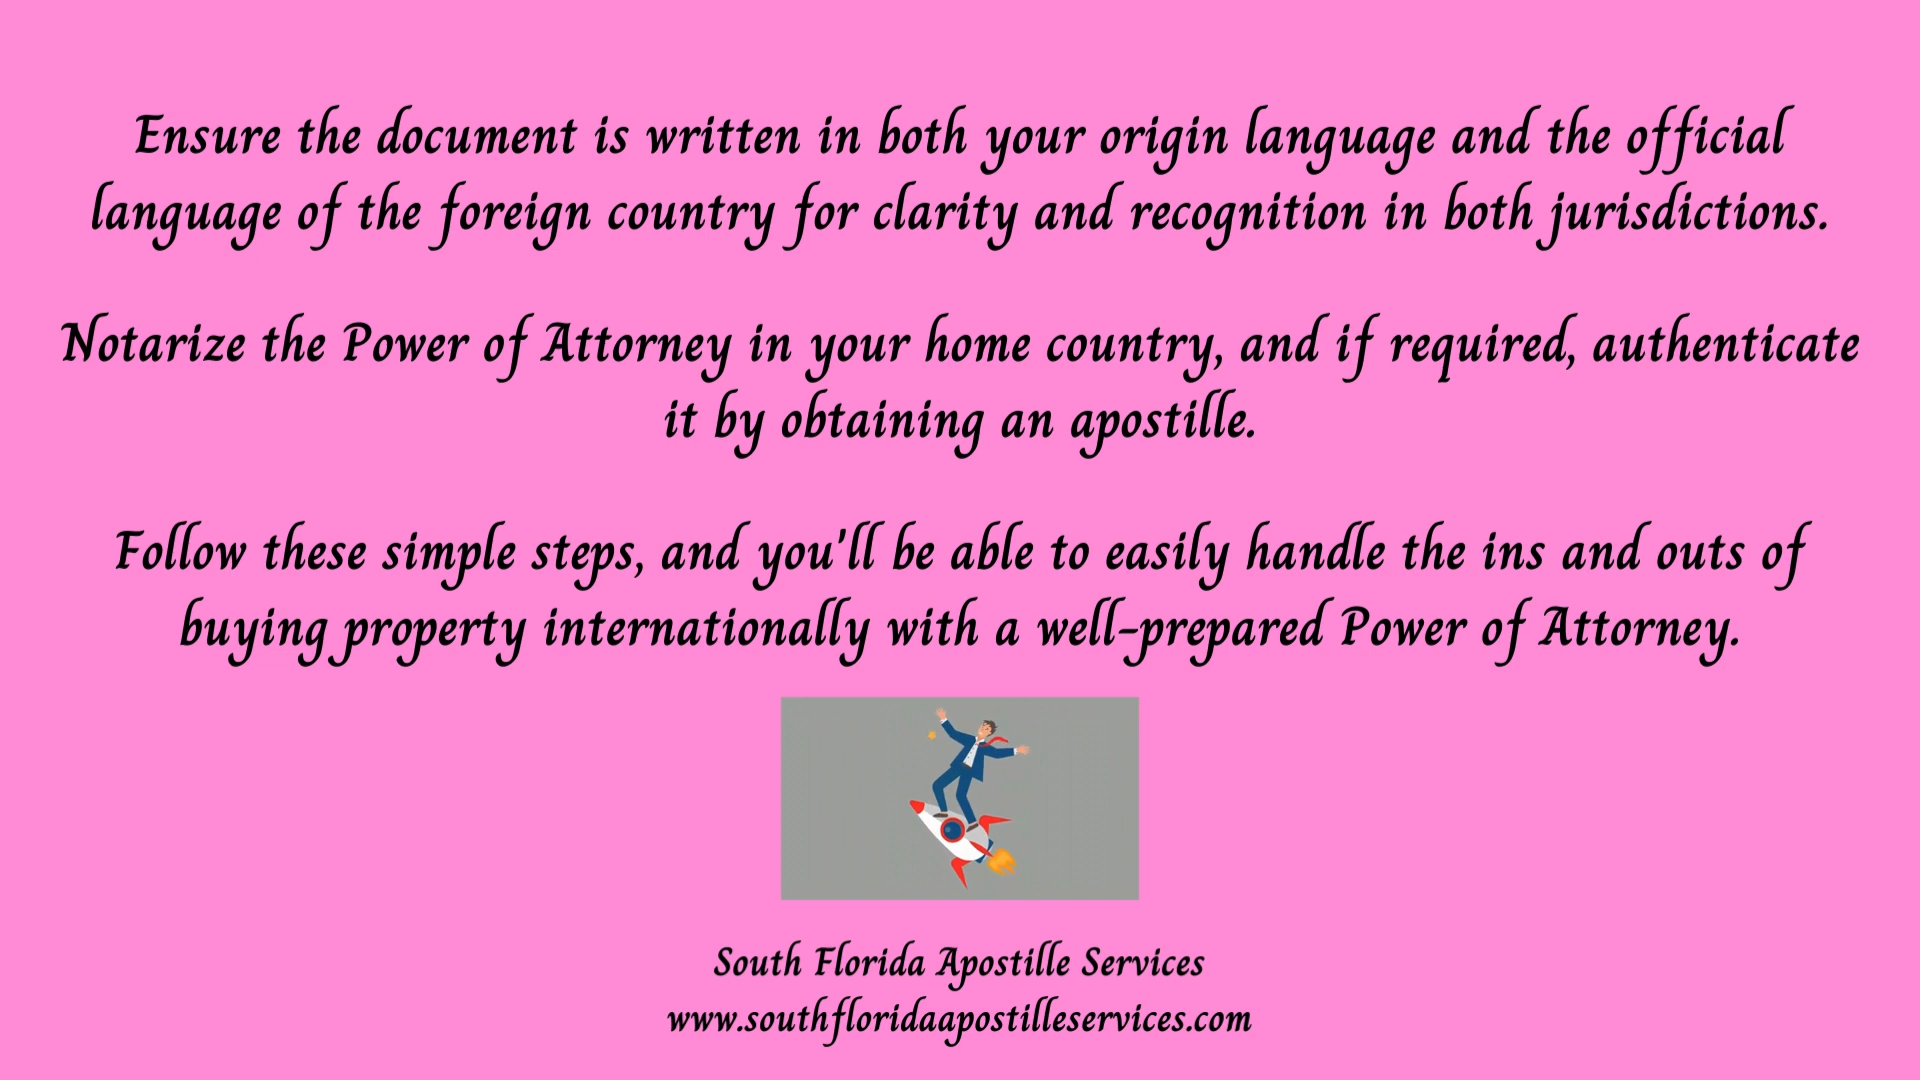 Ensure the document is written in both your origin language and the official
language of the foreign country for clarity and recognition in both jurisdictions.
Notarize the Power of Attorney in your home country, and if required, authenticate
it by obtaining an apostille.
Follow these simple steps, and you'll be able to easily handle the ins and outs of
buying property internationally with a well-prepared Power of Attorney.
South Florida Apostille Services
www.southfloridaapostilleservices.com